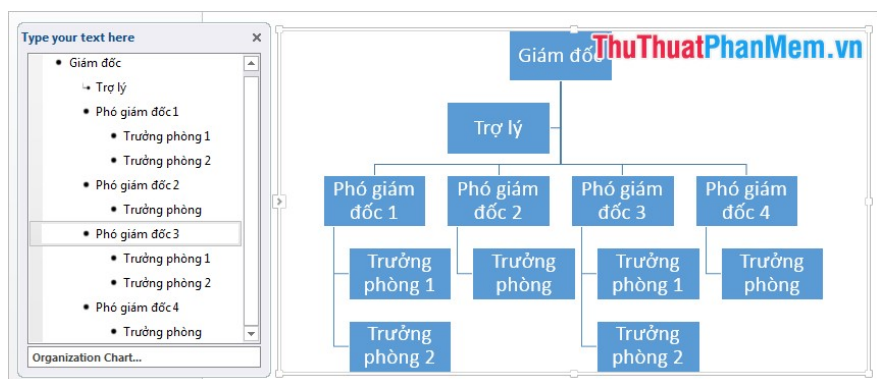 Type your text here
Giám đốc
Trợ lý
Phó giám đốc 1
Trưởng phòng 1
Trưởng phòng 2
Phó giám đốc 2
Trưởng phòng
Phó giám đốc 3
Trưởng phòng 1
Trưởng phòng 2
Phó giám đốc 4
Trưởng phòng
Organization Chart...
Giám đốc
ThuThuatPhanMem.vn
Trợ lý
Phó giám
đốc 1
Phó giám
đốc 2
Phó giám
đốc 3
Phó giám
đốc 4
Trưởng
phòng 1
Trưởng
phòng
Trưởng
phòng 1
Trưởng
phòng
Trưởng
phòng 2
Trưởng
phòng 2